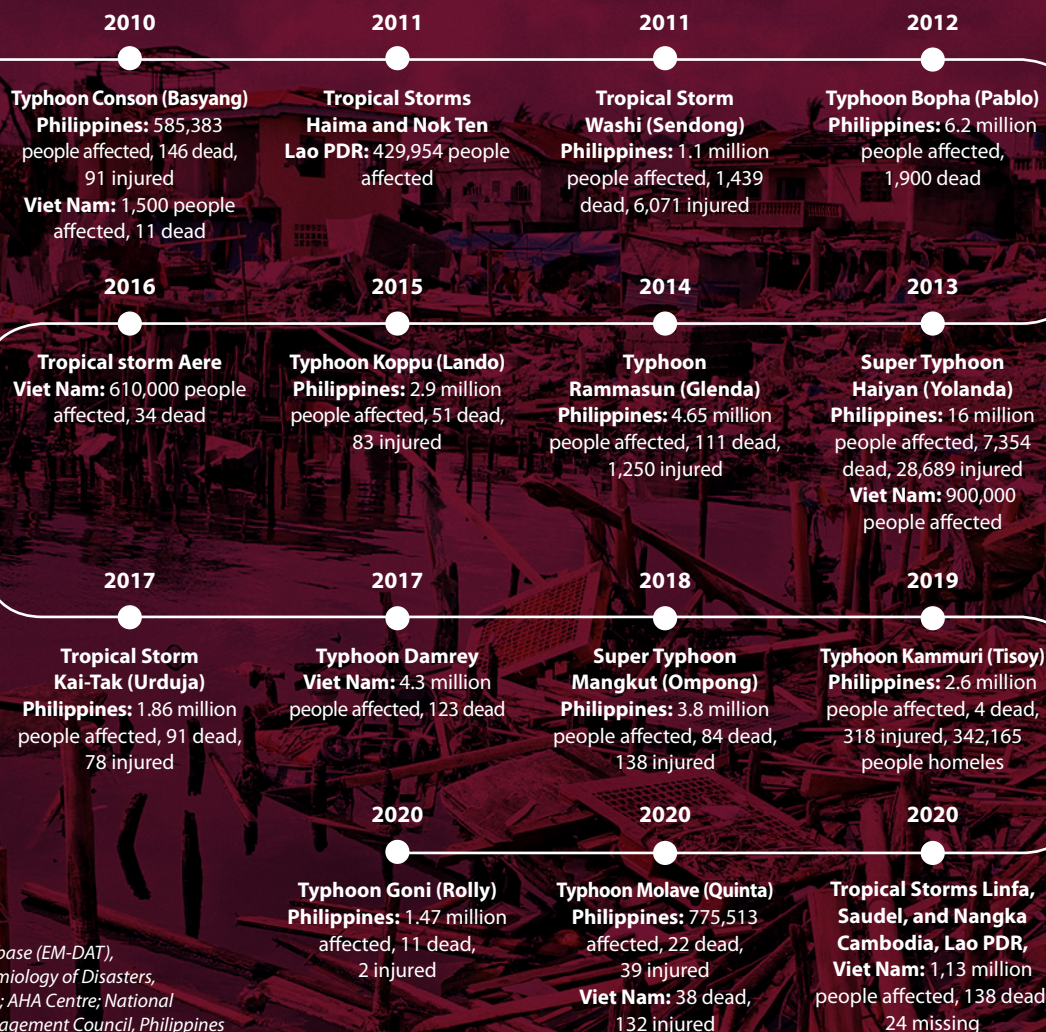 2010
Typhoon Conson (Basyang)
Philippines: 585,383
people affected, 146 dead,
91 injured
Viet Nam: 1,500 people
affected, 11 dead
2011
Tropical Storms
Haima and Nok Ten
Lao PDR: 429,954 people
affected
2011
Tropical Storm
Washi (Sendong)
Philippines: 1.1 million
people affected, 1,439
dead, 6,071 injured
2012
Typhoon Bopha (Pablo)
Philippines: 6.2 million
people affected,
1,900 dead
2013
Super Typhoon
Haiyan (Yolanda)
Philippines: 16 million
people affected, 7,354
dead, 28,689 injured
Viet Nam: 900,000
people affected
2014
Typhoon
Rammasun (Glenda)
Philippines: 4.65 million
people affected, 111 dead,
1,250 injured
2015
Typhoon Koppu (Lando)
Philippines: 2.9 million
people affected, 51 dead,
83 injured
2016
Tropical storm Aere
Viet Nam: 610,000 people
affected, 34 dead
2017
Tropical Storm
Kai-Tak (Urduja)
Philippines: 1.86 million
people affected, 91 dead,
78 injured
2017
Typhoon Damrey
Viet Nam: 4.3 million
people affected, 123 dead
2018
Super Typhoon
Mangkut (Ompong)
Philippines: 3.8 million
people affected, 84 dead,
138 injured
2019
Typhoon Kammuri (Tisoy)
Philippines: 2.6 million
people affected, 4 dead,
318 injured, 342,165
people homeles
2020
Tropical Storms Linfa,
Saudel, and Nangka
Cambodia, Lao PDR,
Viet Nam: 1,13 million
people affected, 138 dead
24 missing
2020
Typhoon Molave (Quinta)
Philippines: 775,513
affected, 22 dead,
39 injured
Viet Nam: 38 dead,
132 injured
2020
Typhoon Goni (Rolly)
Philippines: 1.47 million
affected, 11 dead,
2 injured
base (EM-DAT),
miology of Disasters,
; AHA Centre; National
agement Council, Philippines